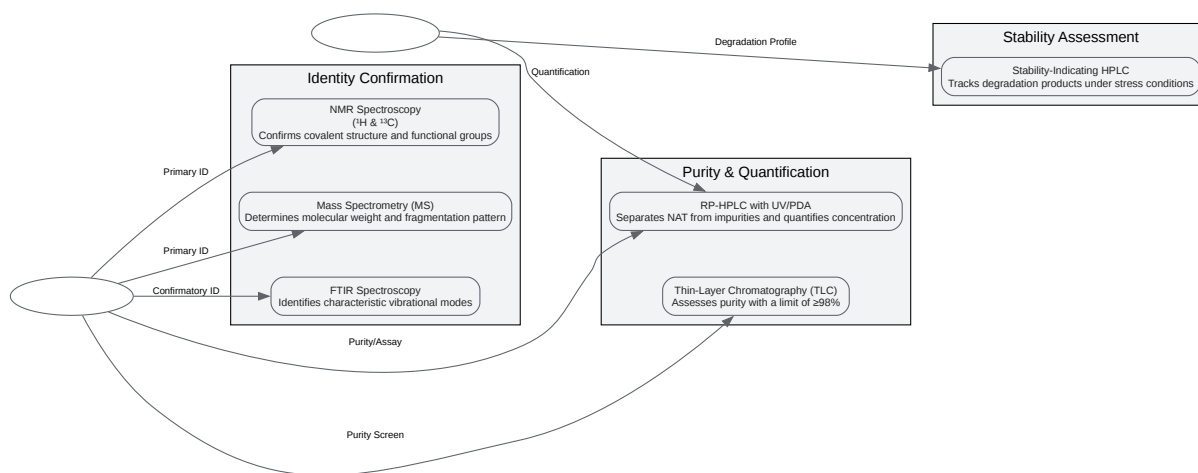 Stability Assessment
Degradation Profile
Stability-Indicating HPLC
Tracks degradation products under stress conditions
Quantification
Identity Confirmation
NMR Spectroscopy
(¹H & ¹³C)
Confirms covalent structure and functional groups
Primary ID
Mass Spectrometry (MS)
Determines molecular weight and fragmentation pattern
Primary ID
FTIR Spectroscopy
Identifies characteristic vibrational modes
Confirmatory ID
Purity & Quantification
RP-HPLC with UV/PDA
Separates NAT from impurities and quantifies concentration
Thin-Layer Chromatography (TLC)
Assesses purity with a limit of ≥98%
Purity/Assay
Purity Screen